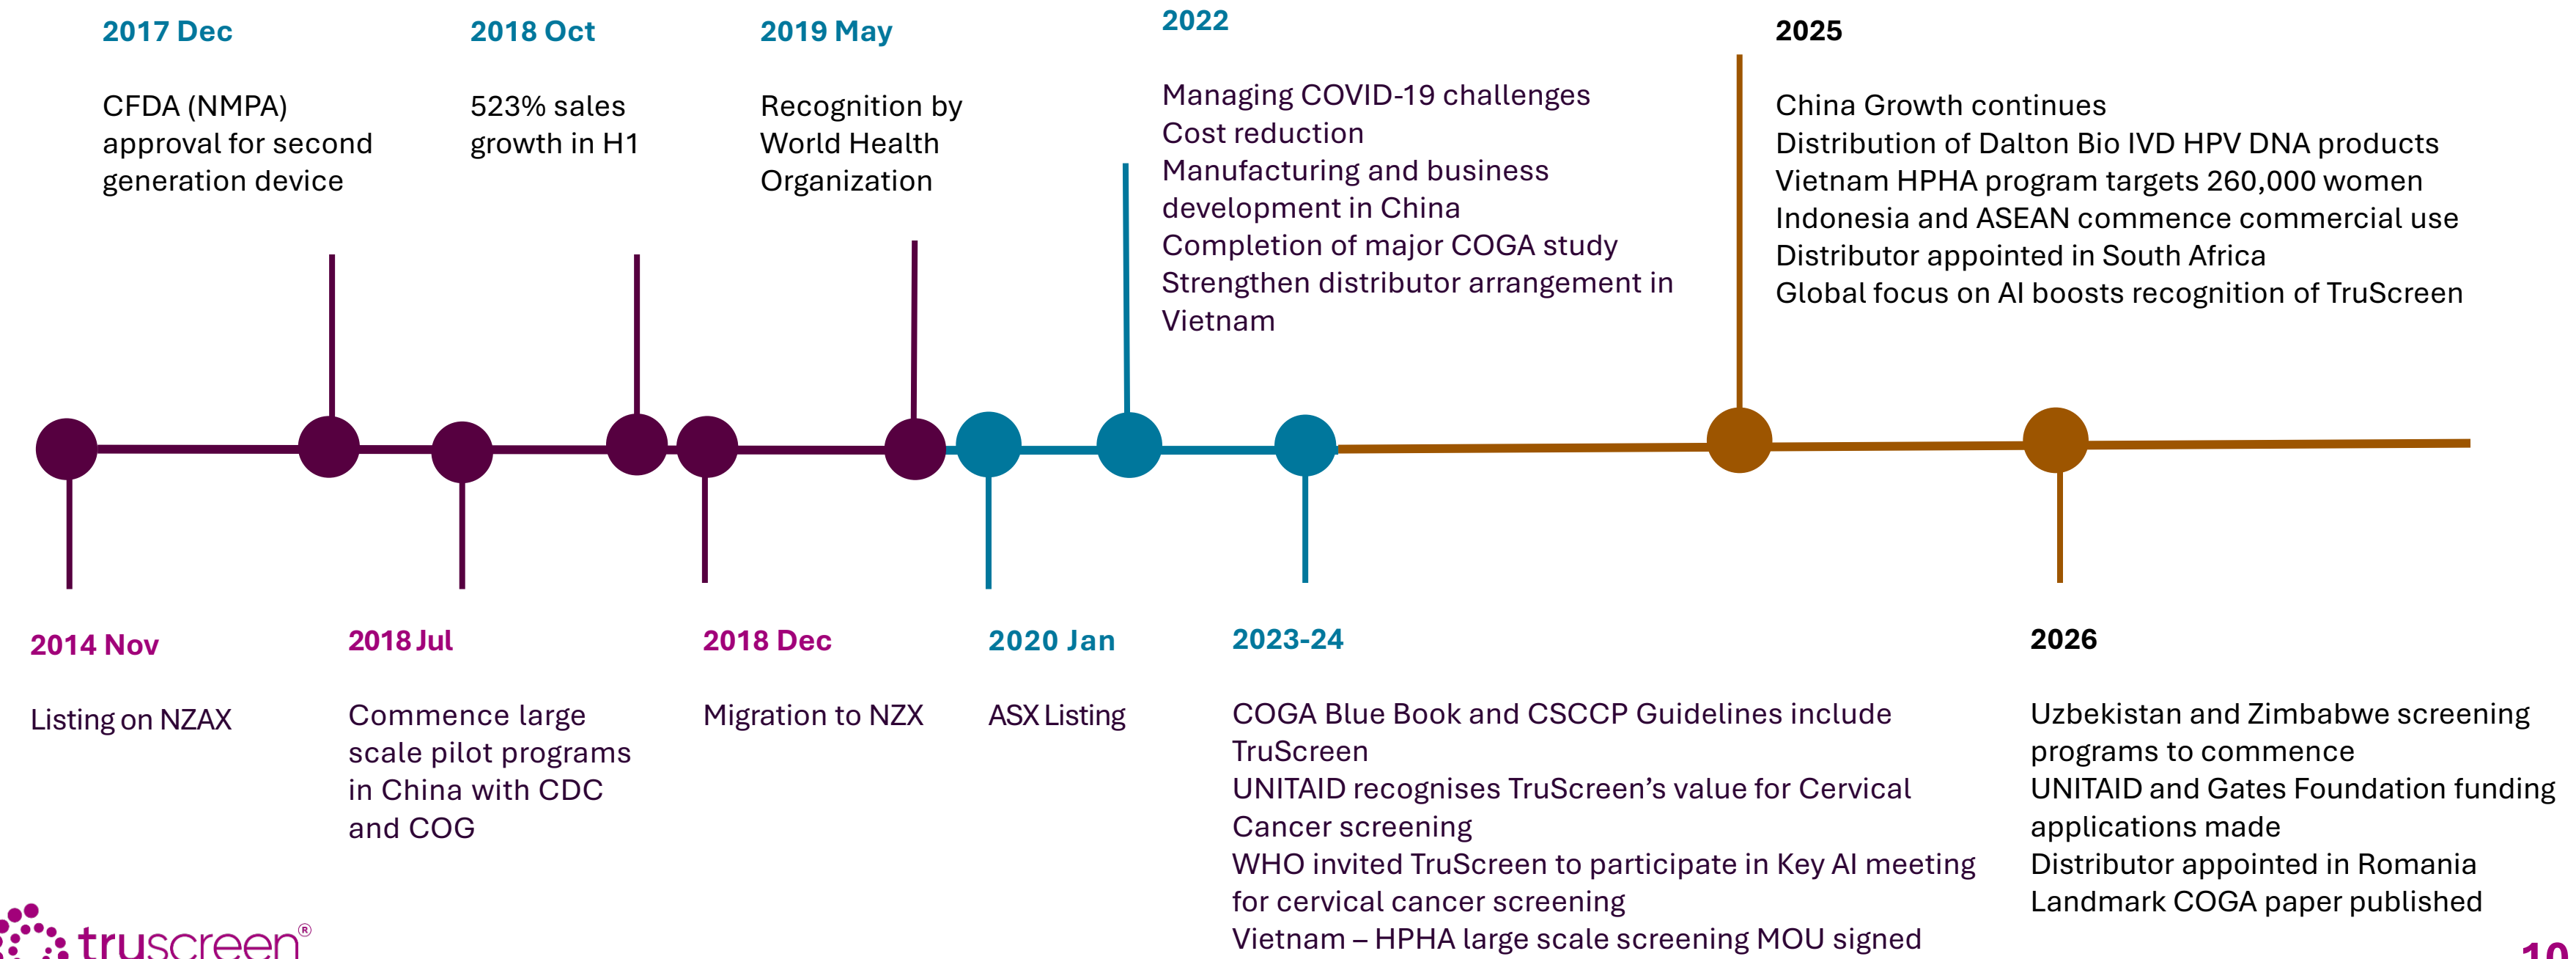 2017 Dec
CFDA (NMPA)
approval for second
generation device
2018 Oct
523% sales
growth in H1
2019 May
Recognition by
World Health
Organization
2022
Managing COVID-19 challenges
Cost reduction
Manufacturing and business
development in China
Completion of major COGA study
Strengthen distributor arrangement in
Vietnam
2025
China Growth continues
Distribution of Dalton Bio IVD HPV DNA products
Vietnam HPHA program targets 260,000 women
Indonesia and ASEAN commence commercial use
Distributor appointed in South Africa
Global focus on AI boosts recognition of TruScreen
2014 Nov
Listing on NZAX
2018 Jul
Commence large
scale pilot programs
in China with CDC
and COG
2018 Dec
Migration to NZX
2020 Jan
ASX Listing
2023-24
COGA Blue Book and CSCCP Guidelines include
TruScreen
UNITAID recognises TruScreen’s value for Cervical
Cancer screening
WHO invited TruScreen to participate in Key AI meeting
for cervical cancer screening
Vietnam – HPHA large scale screening MOU signed
2026
Uzbekistan and Zimbabwe screening
programs to commence
UNITAID and Gates Foundation funding
applications made
Distributor appointed in Romania
Landmark COGA paper published
truscreen®
10